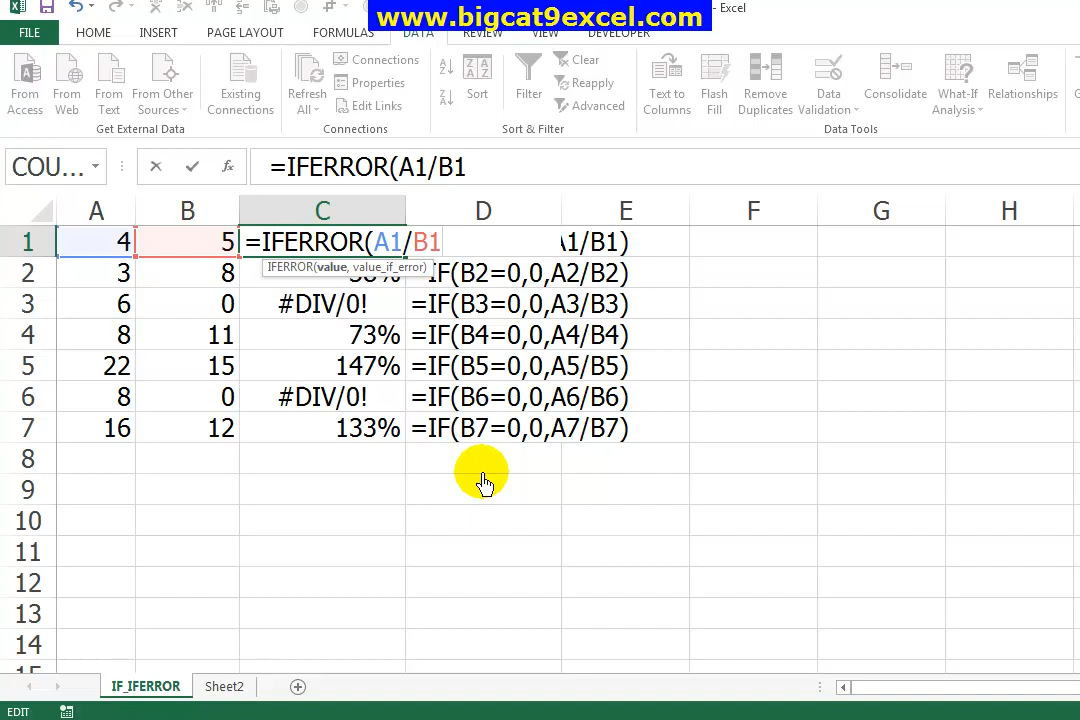 www.bigcat9excel.com
- Excel
FILE HOME INSERT PAGE LAYOUT FORMULAS DATA REVIEW VIEW DEVELOPER
From Access From Web From Text From Other Sources Existing Connections Refresh All Connections Properties Edit Links Sort Filter Clear Reapply Advanced Text to Columns Flash Fill Remove Duplicates Data Validation Consolidate What-If Analysis Relationships
Get External Data Connections Sort & Filter Data Tools
COU... fx =IFERROR(A1/B1
A B C D E F G H
1 4 5 =IFERROR(A1/B1 A1/B1)
IFERROR(value, value_if_error)
2 3 8 =IF(B2=0,0,A2/B2)
3 6 0 #DIV/0! =IF(B3=0,0,A3/B3)
4 8 11 73% =IF(B4=0,0,A4/B4)
5 22 15 147% =IF(B5=0,0,A5/B5)
6 8 0 #DIV/0! =IF(B6=0,0,A6/B6)
7 16 12 133% =IF(B7=0,0,A7/B7)
8
9
10
11
12
13
14
15
IF_IFERROR Sheet2
EDIT